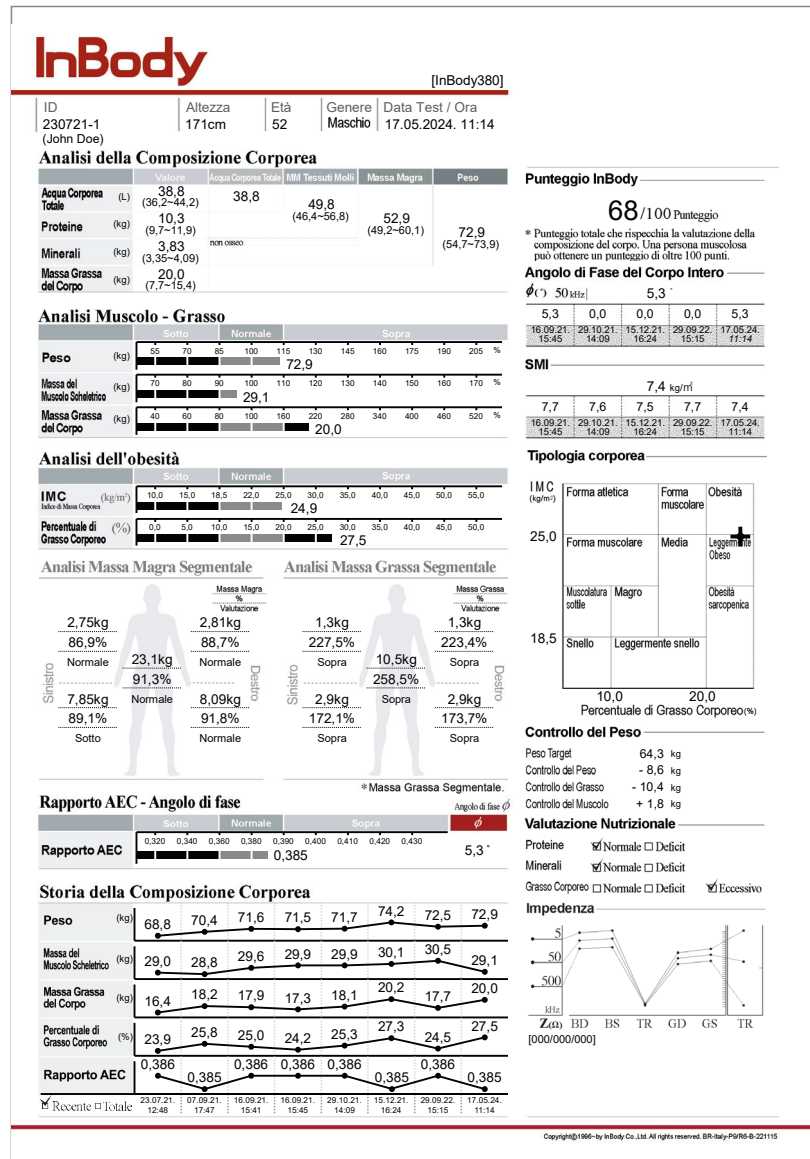 InBody
[InBody380]
ID Altezza Età Genere Data Test / Ora
230721-1 171cm 52 Maschio 17.05.2024. 11:14
(John Doe)
Analisi della Composizione Corporea
Valore Acqua Corporea Totale MM Tessuti Molli Massa Magra Peso
Acqua Corporea Totale (L) 38,8 (36,2~44,2) 38,8 49,8 (46,4~56,8) 52,9 (49,2~60,1) 72,9 (54,7~73,9)
Proteine (kg) 10,3 (9,7~11,9)
Minerali (kg) 3,83 (3,35~4,09) non osseo
Massa Grassa del Corpo (kg) 20,0 (7,7~15,4)
Analisi Muscolo - Grasso
Sotto Normale Sopra
Peso (kg) 55 70 85 100 115 130 145 160 175 190 205 %
72,9
Massa del Muscolo Scheletrico (kg) 70 80 90 100 110 120 130 140 150 160 170 %
29,1
Massa Grassa del Corpo (kg) 40 60 80 100 160 220 280 340 400 460 520 %
20,0
Analisi dell'obesità
Sotto Normale Sopra
IMC (kg/m²) 10,0 15,0 18,5 22,0 25,0 30,0 35,0 40,0 45,0 50,0 55,0
Indice di Massa Corporea
24,9
Percentuale di Grasso Corporeo (%) 0,0 5,0 10,0 15,0 20,0 25,0 30,0 35,0 40,0 45,0 50,0
27,5
Analisi Massa Magra Segmentale
Massa Magra
%
Valutazione
2,75kg 2,81kg
86,9% 88,7%
Normale 23,1kg Normale
91,3%
Sinistro Normale Destro
7,85kg 8,09kg
89,1% 91,8%
Sotto Normale
Analisi Massa Grassa Segmentale
Massa Grassa
%
Valutazione
1,3kg 1,3kg
227,5% 223,4%
Sopra 10,5kg Sopra
258,5%
Sinistro Sopra Destro
2,9kg 2,9kg
172,1% 173,7%
Sopra Sopra
*Massa Grassa Segmentale.
Rapporto AEC - Angolo di fase
Angolo di fase ϕ
Sotto Normale Sopra ϕ
Rapporto AEC 0,320 0,340 0,360 0,380 0,390 0,400 0,410 0,420 0,430
0,385 5,3 °
Storia della Composizione Corporea
Peso (kg) 68,8 70,4 71,6 71,5 71,7 74,2 72,5 72,9
Massa del Muscolo Scheletrico (kg) 29,0 28,8 29,6 29,9 29,9 30,1 30,5 29,1
Massa Grassa del Corpo (kg) 16,4 18,2 17,9 17,3 18,1 20,2 17,7 20,0
Percentuale di Grasso Corporeo (%) 23,9 25,8 25,0 24,2 25,3 27,3 24,5 27,5
Rapporto AEC 0,386 0,385 0,386 0,386 0,386 0,385 0,386 0,385
Recente Totale 23.07.21. 07.09.21. 16.09.21. 16.09.21. 29.10.21. 15.12.21. 29.09.22. 17.05.24.
12:48 17:47 15:41 15:45 14:09 16:24 15:15 11:14
Punteggio InBody
68/100 Punteggio
* Punteggio totale che rispecchia la valutazione della
composizione del corpo. Una persona muscolosa
può ottenere un punteggio di oltre 100 punti.
Angolo di Fase del Corpo Intero
ϕ(°) 50 kHz| 5,3 °
5,3 0,0 0,0 0,0 5,3
16.09.21. 29.10.21. 15.12.21. 29.09.22. 17.05.24.
15:45 14:09 16:24 15:15 11:14
SMI
7,4 kg/m²
7,7 7,6 7,5 7,7 7,4
16.09.21. 29.10.21. 15.12.21. 29.09.22. 17.05.24.
15:45 14:09 16:24 15:15 11:14
Tipologia corporea
IMC (kg/m²)
Forma atletica Forma muscolare Obesità
25,0
Forma muscolare Media Leggermente Obeso
Muscolatura sottile Magro Obesità sarcopenica
18,5
Snello Leggermente snello
10,0 20,0
Percentuale di Grasso Corporeo(%)
Controllo del Peso
Peso Target 64,3 kg
Controllo del Peso - 8,6 kg
Controllo del Grasso - 10,4 kg
Controllo del Muscolo + 1,8 kg
Valutazione Nutrizionale
Proteine Normale Deficit
Minerali Normale Deficit
Grasso Corporeo Normale Deficit Eccessivo
Impedenza
5
50
500
kHz
Z(Ω) BD BS TR GD GS TR
[000/000/000]
Copyright©1996~by InBody Co.,Ltd. All rights reserved. BR-Italy-P9/R6-B-221115